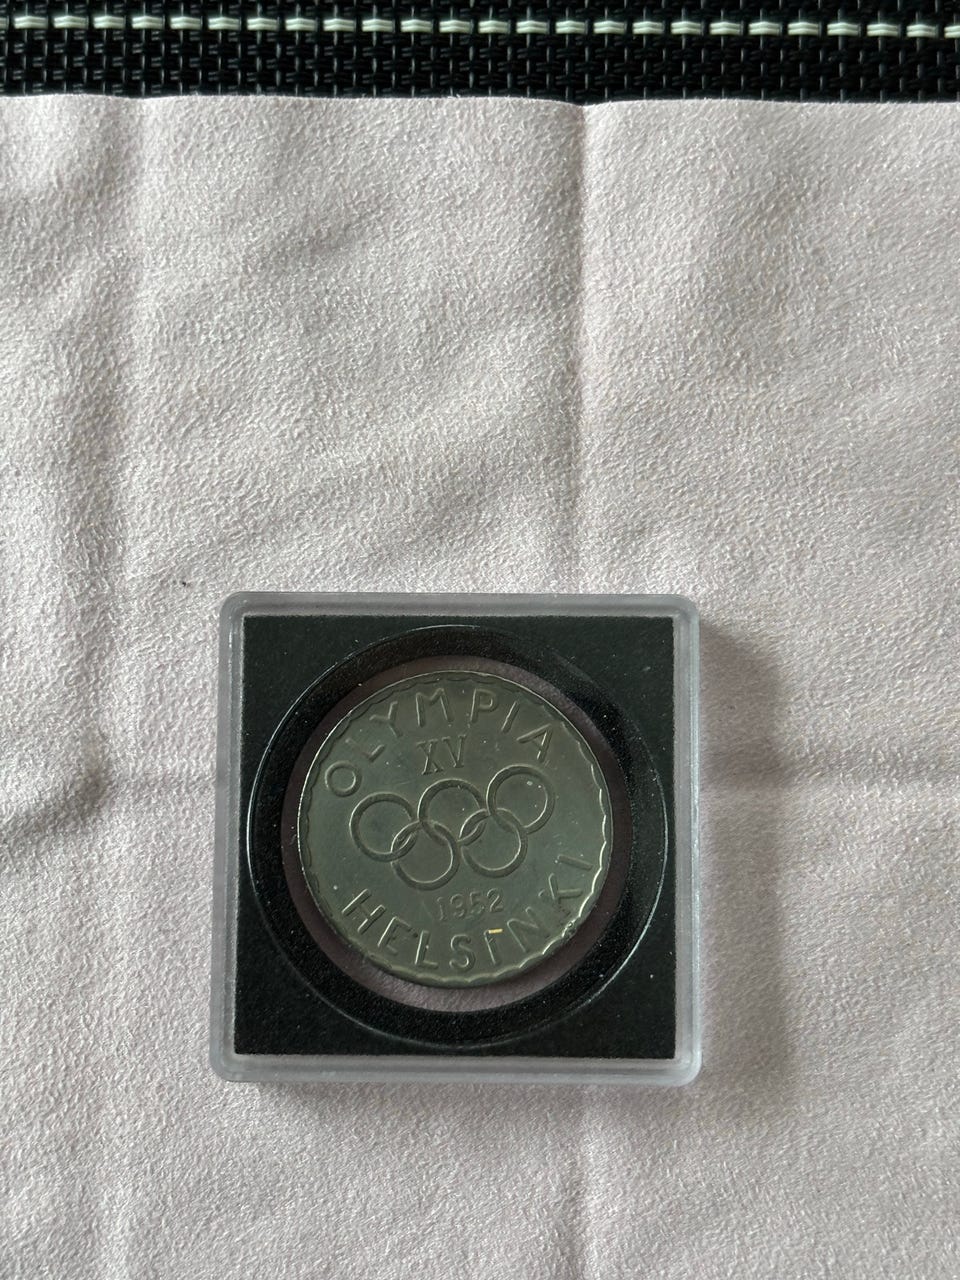 OLYMPIA
XV
1952
HELSINKI